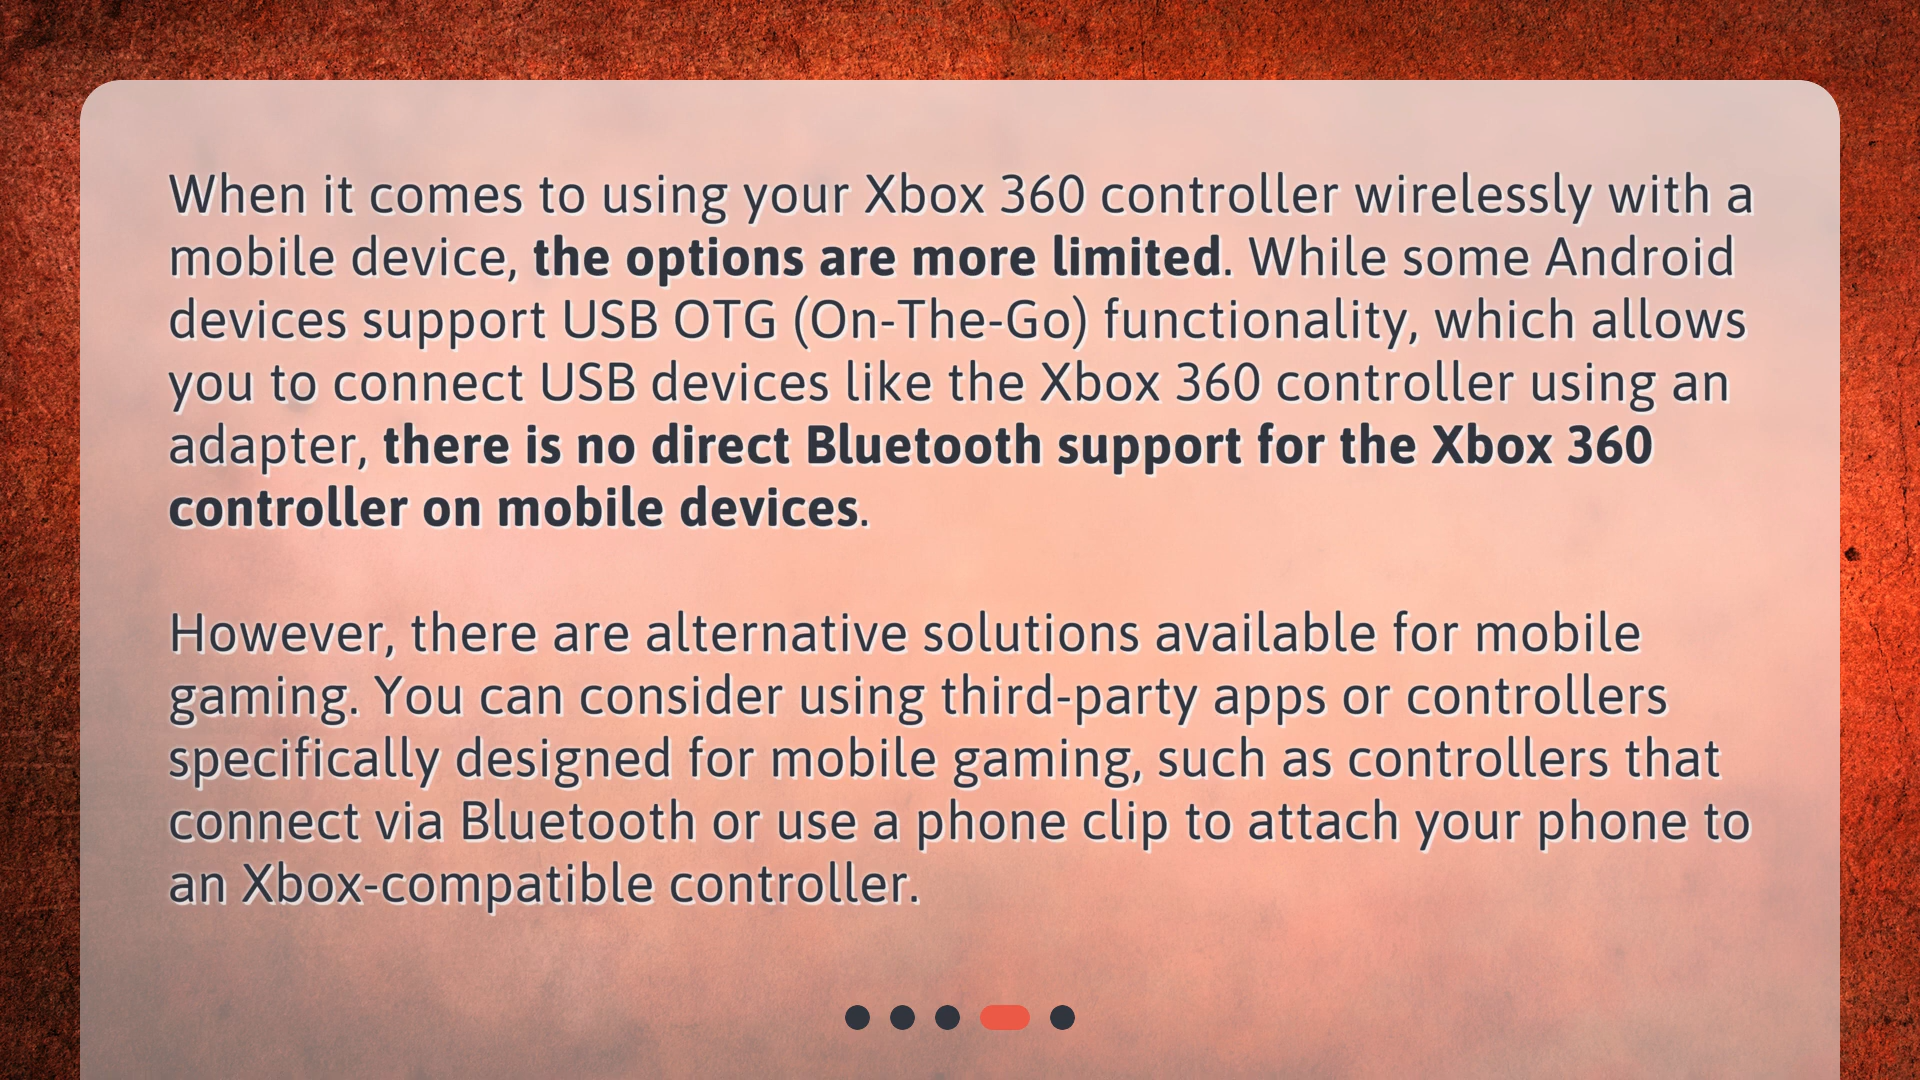 When it comes to using your Xbox 360 controller wirelessly with a
mobile device, the options are more limited. While some Android
devices support USB OTG (On-The-Go) functionality, which allows
you to connect USB devices like the Xbox 360 controller using an
adapter, there is no direct Bluetooth support for the Xbox 360
controller on mobile devices.
However, there are alternative solutions available for mobile
gaming. You can consider using third-party apps or controllers
specifically designed for mobile gaming, such as controllers that
connect via Bluetooth or use a phone clip to attach your phone to
an Xbox-compatible controller.